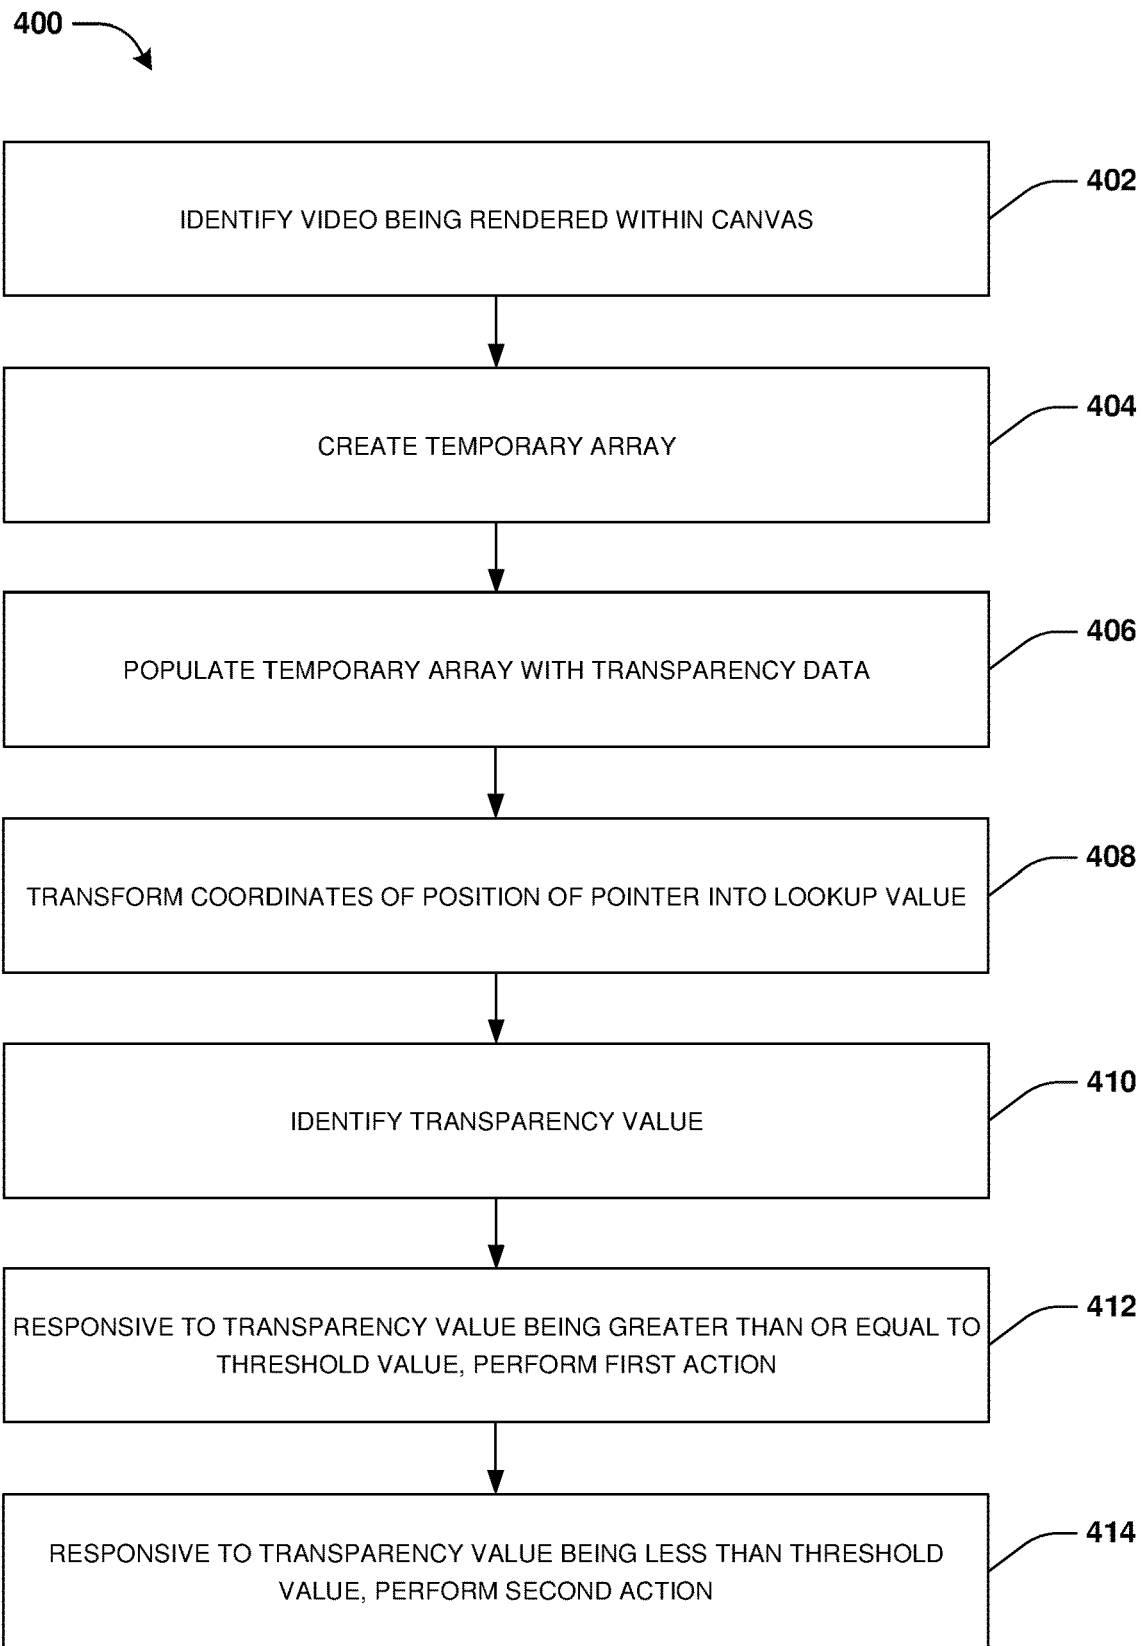 400
IDENTIFY VIDEO BEING RENDERED WITHIN CANVAS
402
CREATE TEMPORARY ARRAY
404
POPULATE TEMPORARY ARRAY WITH TRANSPARENCY DATA
406
TRANSFORM COORDINATES OF POSITION OF POINTER INTO LOOKUP VALUE
408
IDENTIFY TRANSPARENCY VALUE
410
RESPONSIVE TO TRANSPARENCY VALUE BEING GREATER THAN OR EQUAL TO
THRESHOLD VALUE, PERFORM FIRST ACTION
412
RESPONSIVE TO TRANSPARENCY VALUE BEING LESS THAN THRESHOLD
VALUE, PERFORM SECOND ACTION
414